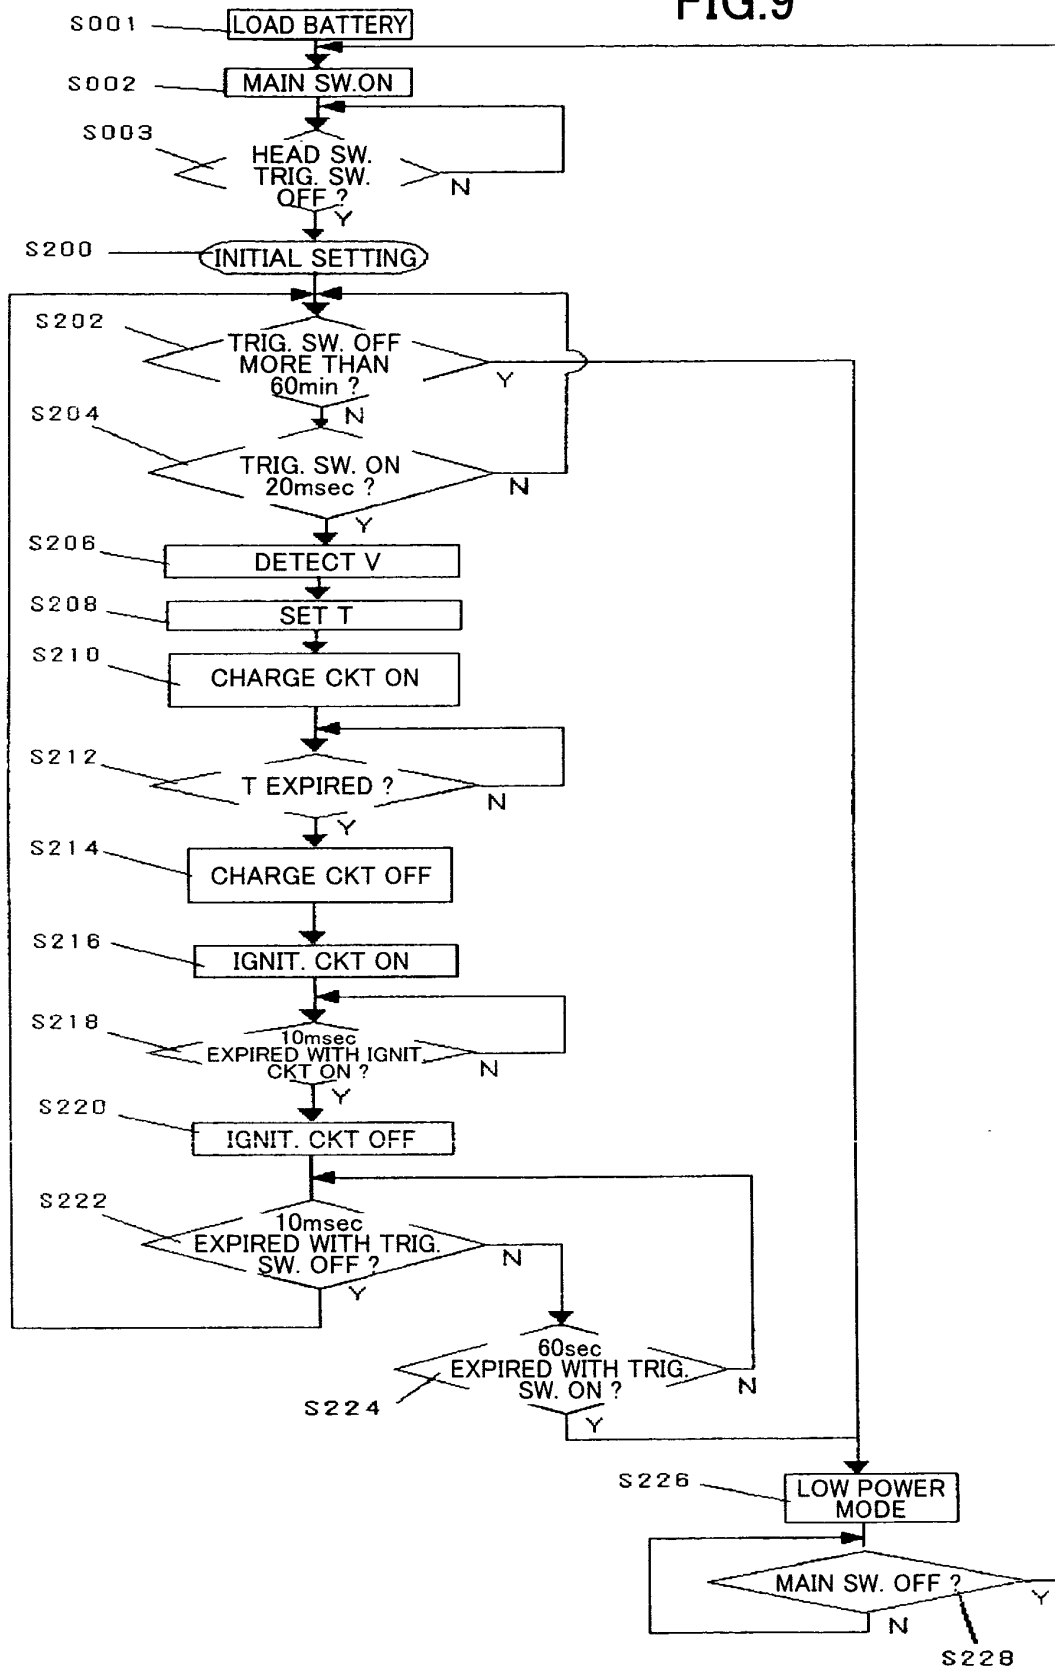 FIG.9
S001
LOAD BATTERY
S002
MAIN SW.ON
S003
HEAD SW.
TRIG. SW.
OFF ?
N
Y
S200
INITIAL SETTING
S202
TRIG. SW. OFF
MORE THAN
60min ?
Y
N
S204
TRIG. SW. ON
20msec ?
N
Y
S206
DETECT V
S208
SET T
S210
CHARGE CKT ON
S212
T EXPIRED ?
N
Y
S214
CHARGE CKT OFF
S216
IGNIT. CKT ON
S218
10msec
EXPIRED WITH IGNIT.
CKT ON ?
N
Y
S220
IGNIT. CKT OFF
S222
10msec
EXPIRED WITH TRIG.
SW. OFF ?
N
Y
60sec
EXPIRED WITH TRIG.
SW. ON ?
N
S224
Y
S226
LOW POWER
MODE
MAIN SW. OFF ?
Y
N
S228